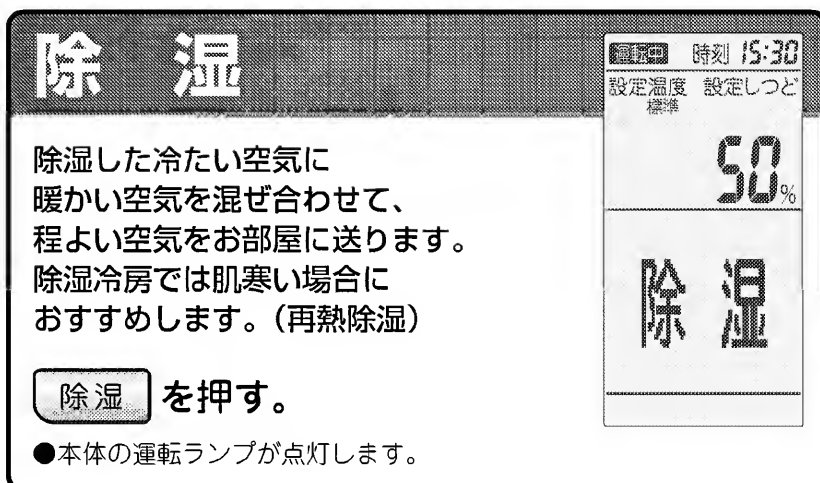 除 湿
除湿した冷たい空気に
暖かい空気を混ぜ合わせて、
程よい空気をお部屋に送ります。
除湿冷房では肌寒い場合に
おすすめします。(再熱除湿)
除湿 を押す。
●本体の運転ランプが点灯します。
運転中 時刻 15:30
設定温度 設定しつど
標準
50%
除 湿